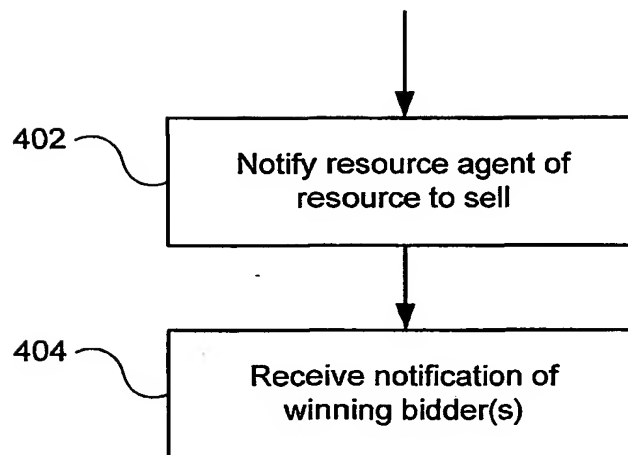 402
Notify resource agent of
resource to sell
404
Receive notification of
winning bidder(s)